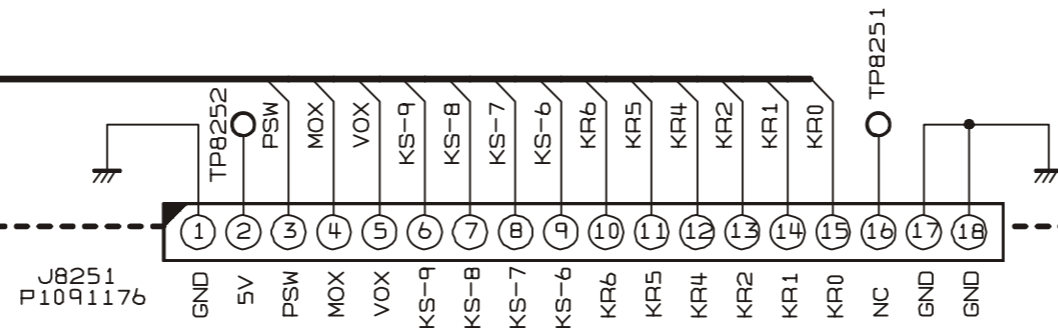 TP8252
PSW
MOX
VOX
KS-9
KS-8
KS-7
KS-6
KR6
KR5
KR4
KR2
KR1
KR0
TP8251
1 2 3 4 5 6 7 8 9 10 11 12 13 14 15 16 17 18
J8251
P1091176
GND
5V
PSW
MOX
VOX
KS-9
KS-8
KS-7
KS-6
KR6
KR5
KR4
KR2
KR1
KR0
NC
GND
GND